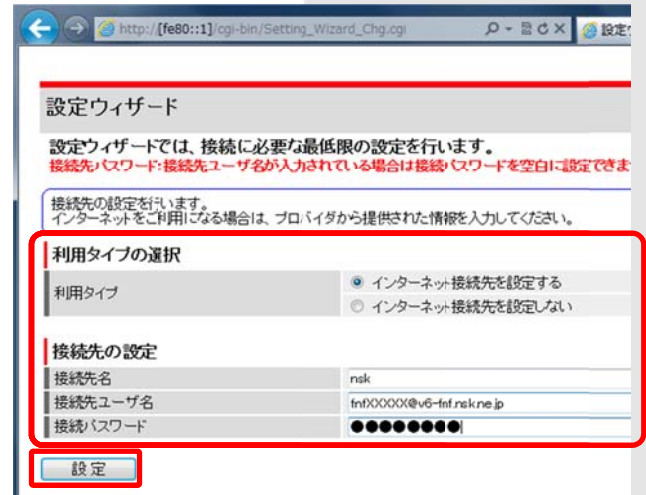 http://[fe80::1]/cgi-bin/Setting_Wizard_Chg.cgi
設定
設定ウィザード
設定ウィザードでは、接続に必要な最低限の設定を行います。
接続先パスワード:接続先ユーザ名が入力されている場合は接続パスワードを空白に設定できま
接続先の設定を行います。
インターネットをご利用になる場合は、プロバイダから提供された情報を入力してください。
利用タイプの選択
利用タイプ
インターネット接続先を設定する
インターネット接続先を設定しない
接続先の設定
接続先名 nsk
接続先ユーザ名 fnfXXXXX@v6-fnf.nsk.ne.jp
接続パスワード ●●●●●●●●
設定